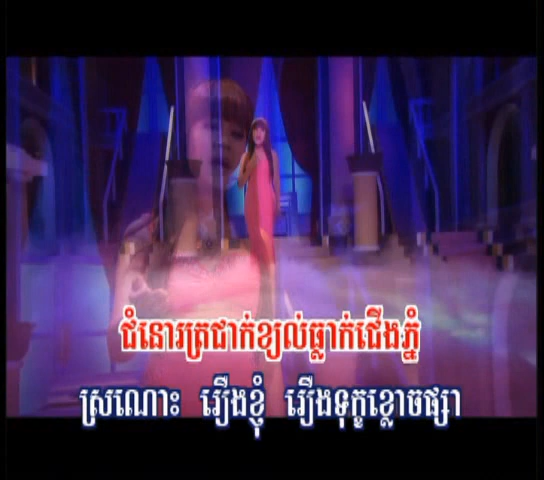 ជំនោរត្រជាក់ខ្យល់ធ្លាក់ជើងភ្នំ
ស្រណោះ រឿងខ្ញុំ រឿងទុក្ខខ្លោចផ្សា